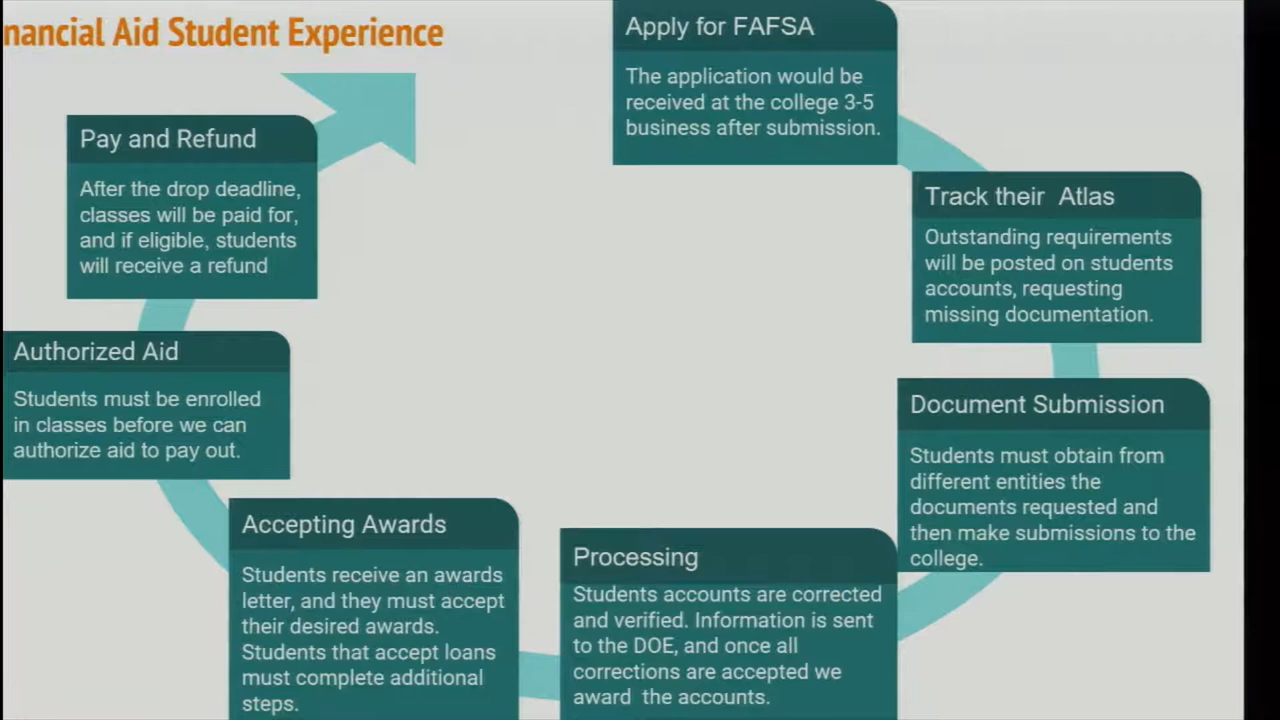 nancial Aid Student Experience
Apply for FAFSA
The application would be
received at the college 3-5
business after submission.
Track their Atlas
Outstanding requirements
will be posted on students
accounts, requesting
missing documentation.
Document Submission
Students must obtain from
different entities the
documents requested and
then make submissions to the
college.
Processing
Students accounts are corrected
and verified. Information is sent
to the DOE, and once all
corrections are accepted we
award the accounts.
Accepting Awards
Students receive an awards
letter, and they must accept
their desired awards.
Students that accept loans
must complete additional
steps.
Authorized Aid
Students must be enrolled
in classes before we can
authorize aid to pay out.
Pay and Refund
After the drop deadline,
classes will be paid for,
and if eligible, students
will receive a refund